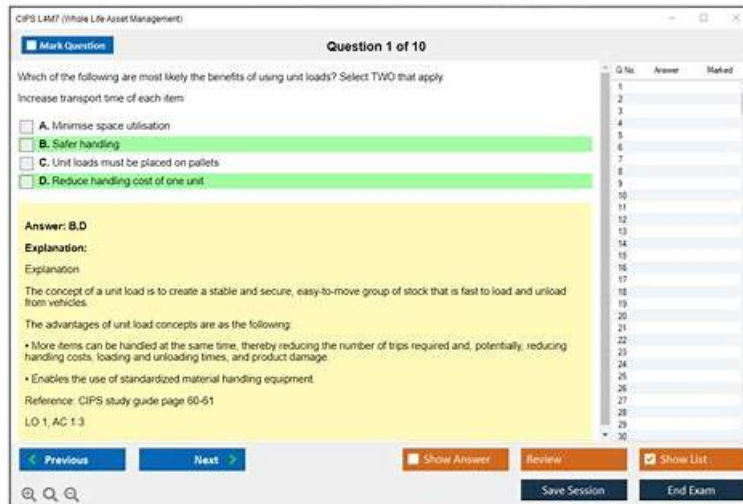 CIPS L4M7 (Whole Life Asset Management)
Mark Question
Question 1 of 10
Which of the following are most likely the benefits of using unit loads? Select TWO that apply.
Increase transport time of each item
A. Minimise space utilisation
B. Safer handling
C. Unit loads must be placed on pallets
D. Reduce handling cost of one unit
Answer: B,D
Explanation:
Explanation
The concept of a unit load is to create a stable and secure, easy-to-move group of stock that is fast to load and unload
from vehicles.
The advantages of unit load concepts are as the following:
• More items can be handled at the same time, thereby reducing the number of trips required and, potentially, reducing
handling costs, loading and unloading times, and product damage.
• Enables the use of standardized material handling equipment.
Reference: CIPS study guide page 60-61
LO 1, AC 1.3
Q No. Answer Marked
1
2
3
4
5
6
7
8
9
10
11
12
13
14
15
16
17
18
19
20
21
22
23
24
25
26
27
28
29
30
Previous
Next
Show Answer
Review
Show List
Save Session
End Exam